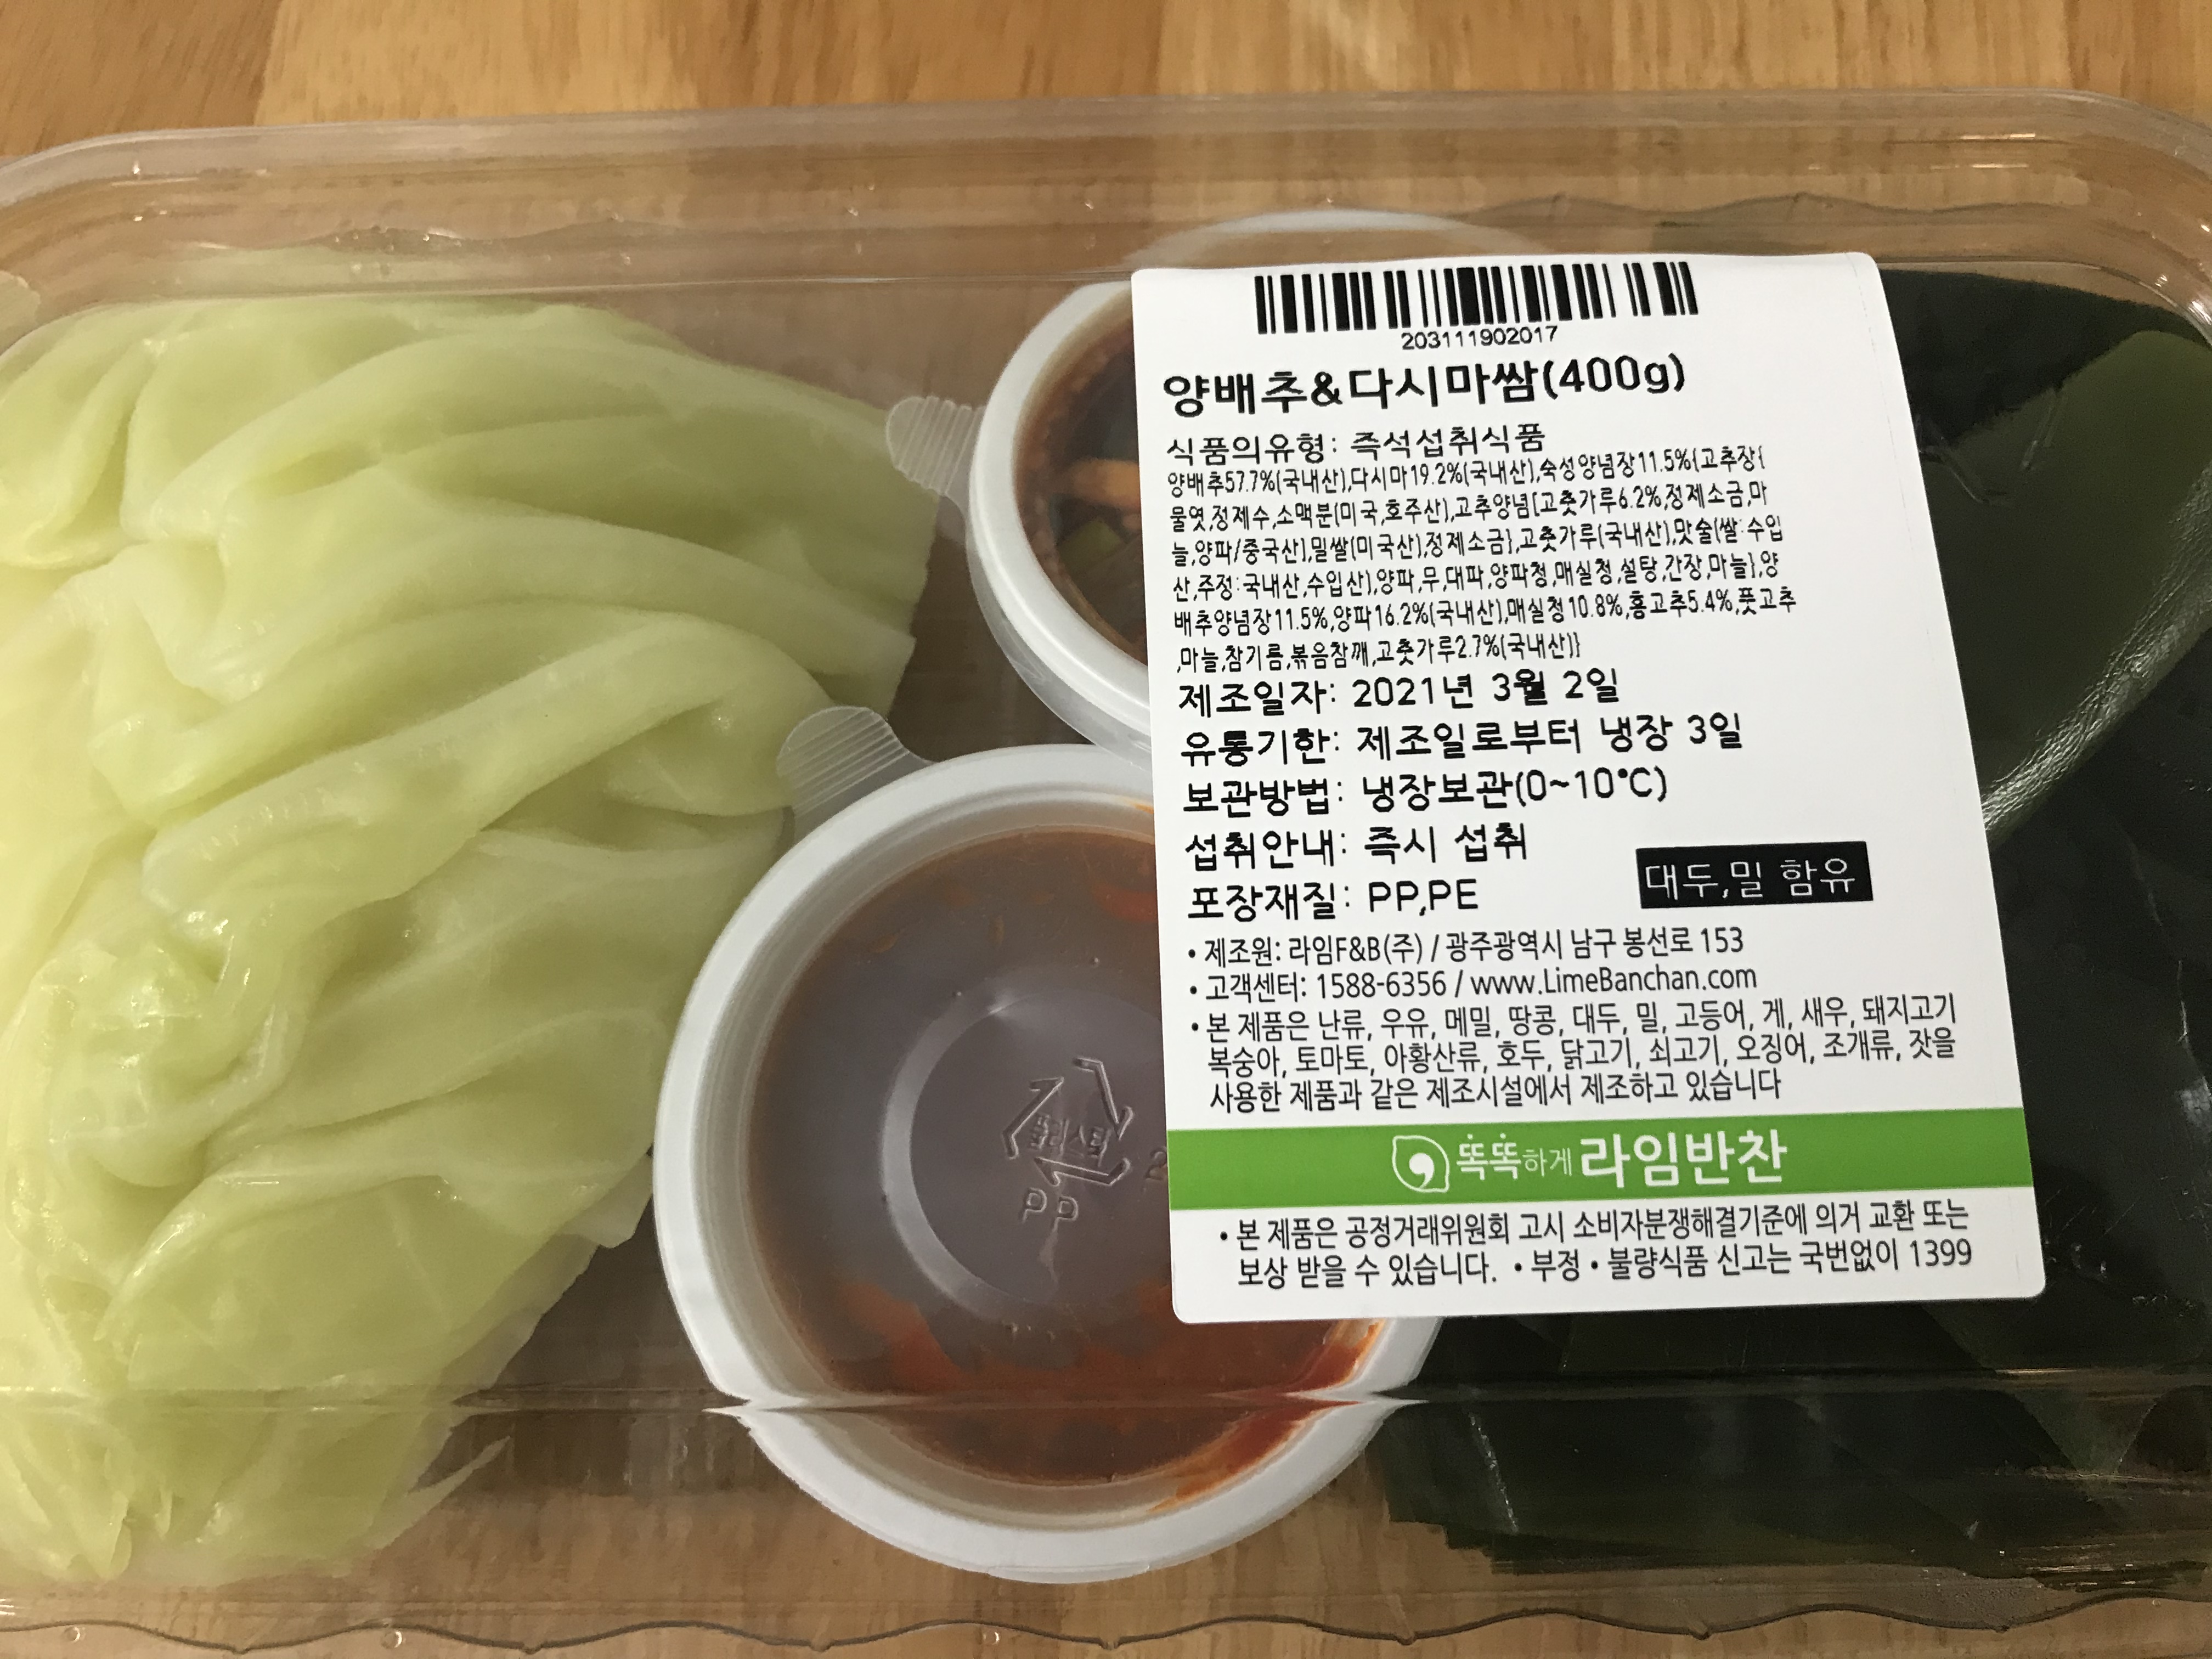 203111902017
양배추&다시마쌈(400g)
식품의유형: 즉석섭취식품
양배추57.7%(국내산),다시마19.2%(국내산),숙성양념장11.5%{고추장{
물엿,정제수,소맥분(미국,호주산),고추양념[고춧가루6.2%,정제소금,마
늘,양파/중국산],밀쌀(미국산),정제소금},고춧가루(국내산),맛술(쌀:수입
산,주정:국내산,수입산),양파,무,대파,양파청,매실청,설탕,간장,마늘},양
배추양념장11.5%,양파16.2%(국내산),매실청10.8%,홍고추5.4%,풋고추
,마늘,참기름,볶음참깨,고춧가루2.7%(국내산)}
제조일자: 2021년 3월 2일
유통기한: 제조일로부터 냉장 3일
보관방법: 냉장보관(0~10°C)
섭취안내: 즉시 섭취
포장재질: PP,PE
대두,밀 함유
• 제조원: 라임F&B(주) / 광주광역시 남구 봉선로 153
• 고객센터: 1588-6356 / www.LimeBanchan.com
• 본 제품은 난류, 우유, 메밀, 땅콩, 대두, 밀, 고등어, 게, 새우, 돼지고기
복숭아, 토마토, 아황산류, 호두, 닭고기, 쇠고기, 오징어, 조개류, 잣을
사용한 제품과 같은 제조시설에서 제조하고 있습니다
똑똑하게 라임반찬
• 본 제품은 공정거래위원회 고시 소비자분쟁해결기준에 의거 교환 또는
보상 받을 수 있습니다. • 부정 • 불량식품 신고는 국번없이 1399
플라스틱
PP